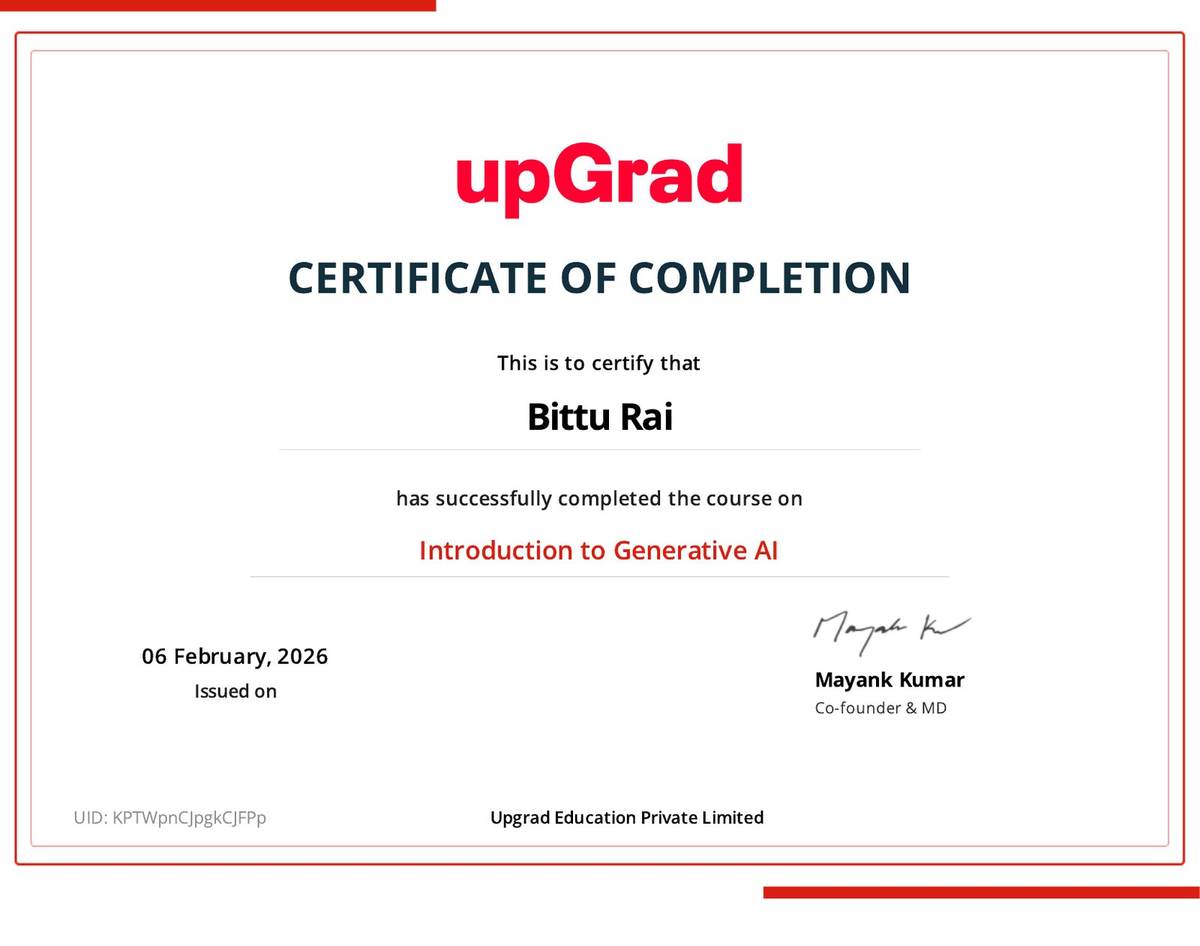 upGrad
CERTIFICATE OF COMPLETION
This is to certify that
Bittu Rai
has successfully completed the course on
Introduction to Generative AI
06 February, 2026
Issued on
Mayank Kumar
Co-founder & MD
UID: KPTWpnCJpgkCJFPp
Upgrad Education Private Limited